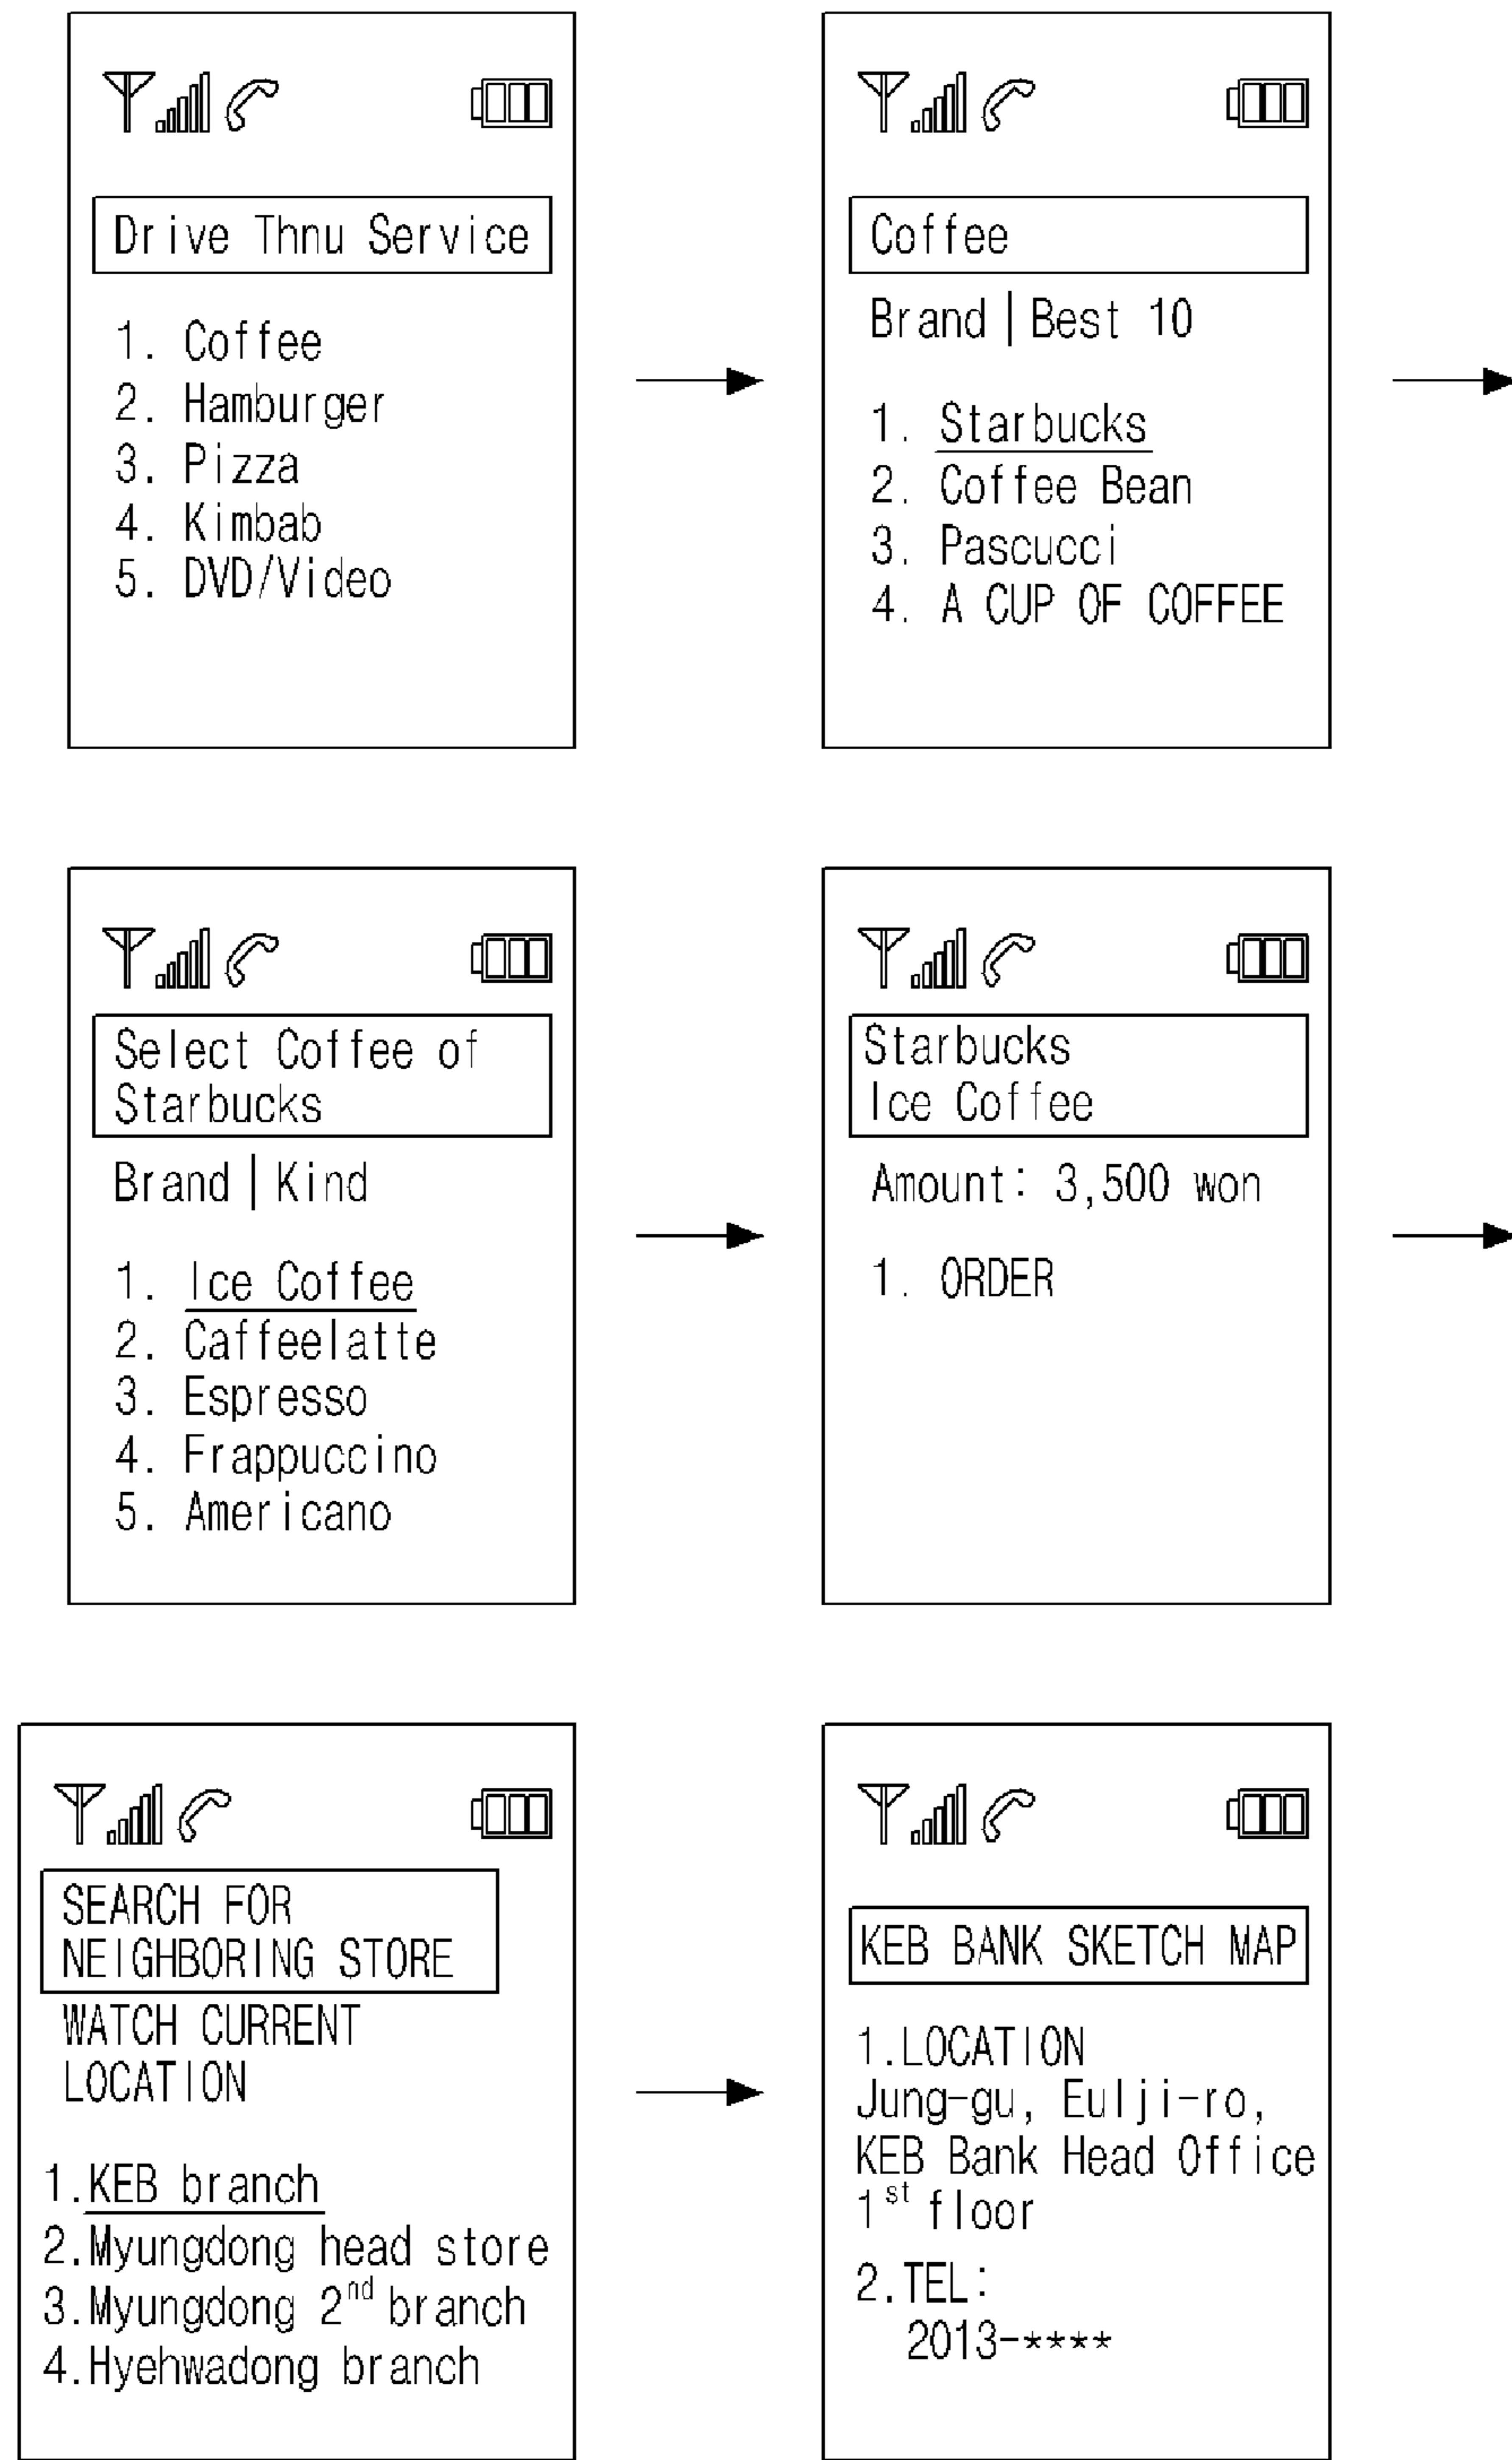 Drive Thnu Service
1. Coffee
2. Hamburger
3. Pizza
4. Kimbab
5. DVD/Video
Coffee
Brand|Best 10
1. Starbucks
2. Coffee Bean
3. Pascucci
4. A CUP OF COFFEE
Select Coffee of
Starbucks
Brand|Kind
1. Ice Coffee
2. Caffeelatte
3. Espresso
4. Frappuccino
5. Americano
Starbucks
Ice Coffee
Amount: 3,500 won
1. ORDER
SEARCH FOR
NEIGHBORING STORE
WATCH CURRENT
LOCATION
1.KEB branch
2.Myungdong head store
3.Myungdong 2nd branch
4.Hyehwadong branch
KEB BANK SKETCH MAP
1.LOCATION
Jung-gu, Eulji-ro,
KEB Bank Head Office
1st floor
2.TEL:
2013-****